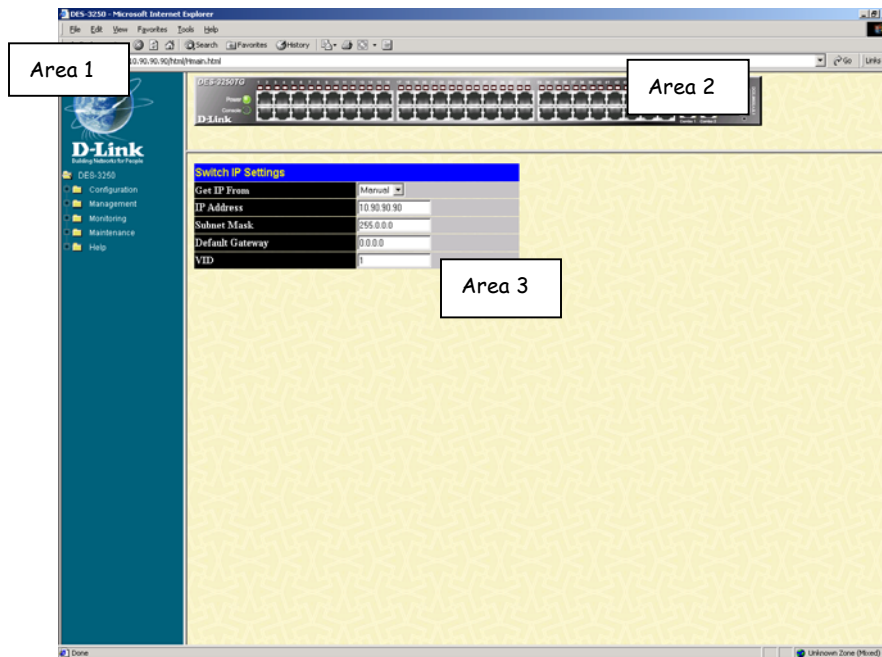 DES-3250 - Microsoft Internet Explorer
File Edit View Favorites Tools Help
Search Favorites History
Area 1
10.90.90.90/html/Hmain.html
Go Links
DES-3250TG
Power
Console
D-Link
Area 2
D-Link
Building Networks for People
DES-3250
Configuration
Management
Monitoring
Maintenance
Help
Switch IP Settings
Get IP From Manual
IP Address 10.90.90.90
Subnet Mask 255.0.0.0
Default Gateway 0.0.0.0
VID 1
Area 3
Done
Unknown Zone (Mixed)